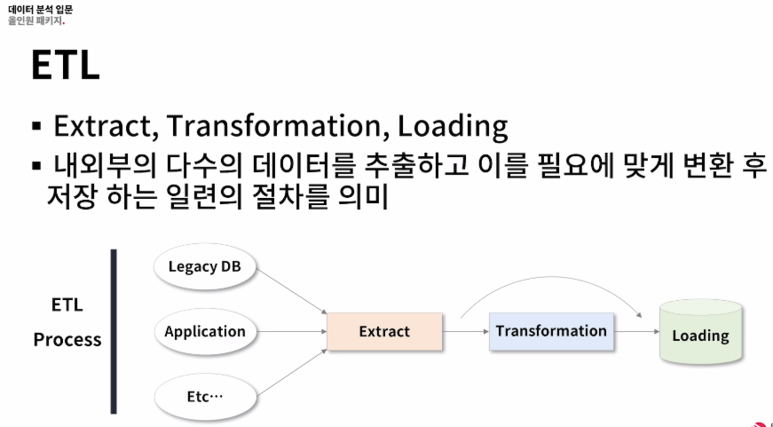 데이터 분석 입문
올인원 패키지.
ETL
▪ Extract, Transformation, Loading
▪ 내외부의 다수의 데이터를 추출하고 이를 필요에 맞게 변환 후
저장 하는 일련의 절차를 의미
ETL
Process
Legacy DB
Application
Etc…
Extract
Transformation
Loading